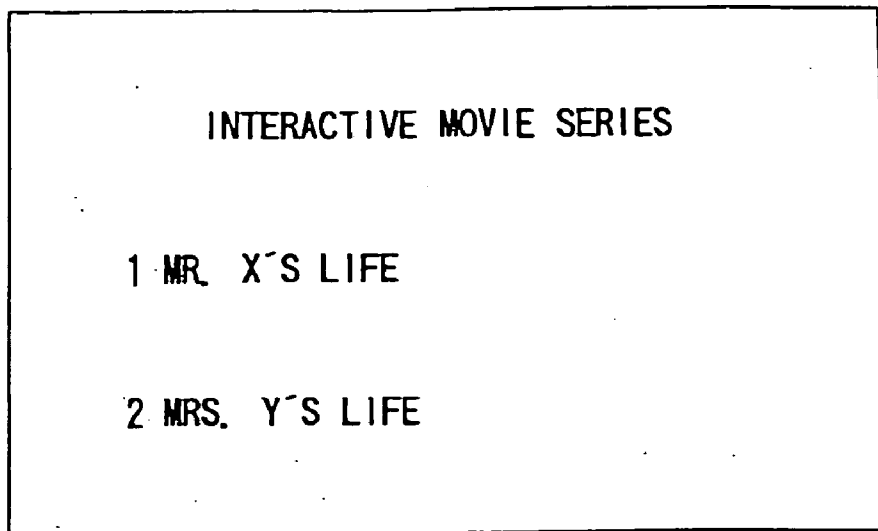 INTERACTIVE MOVIE SERIES
1 MR. X´S LIFE
2 MRS. Y´S LIFE